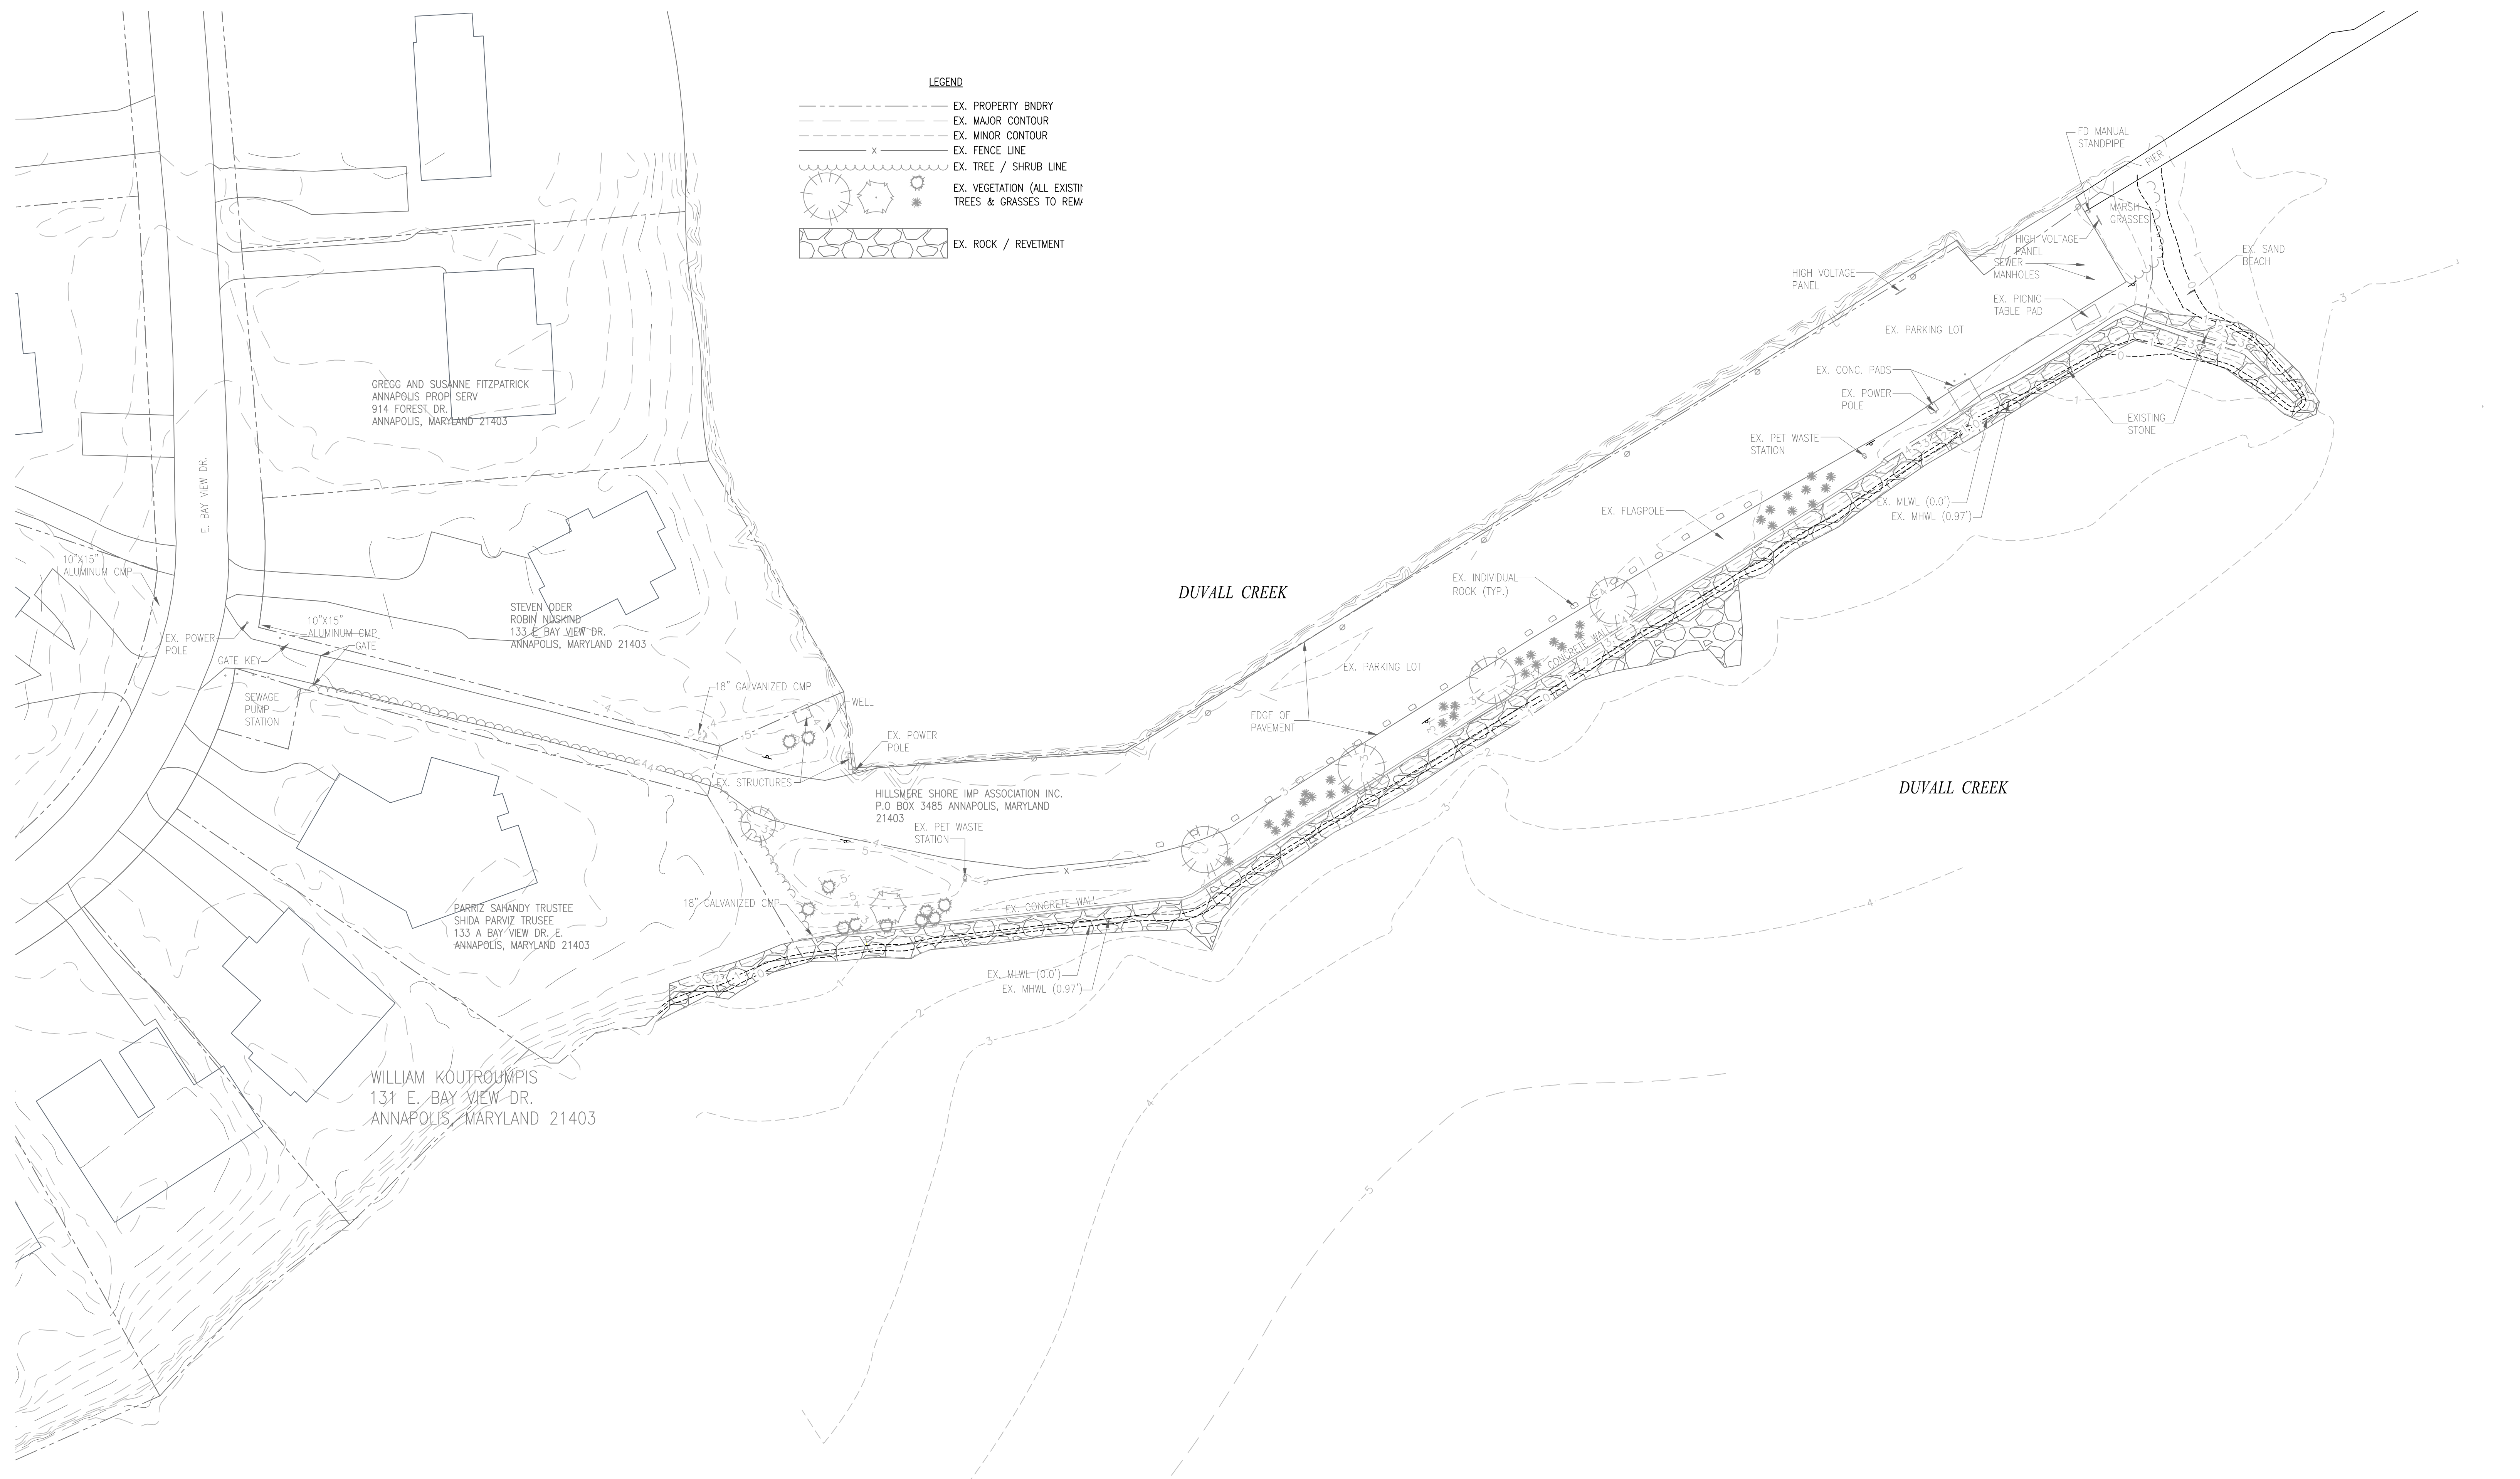 LEGEND
EX. PROPERTY BNDRY
EX. MAJOR CONTOUR
EX. MINOR CONTOUR
X
EX. FENCE LINE
EX. TREE / SHRUB LINE
EX. VEGETATION (ALL EXISTIN
TREES & GRASSES TO REMA
EX. ROCK / REVETMENT
FD MANUAL
STANDPIPE
PIER
MARSH
GRASSES
HIGH VOLTAGE
PANEL
SEWER
MANHOLES
EX. SAND
BEACH
HIGH VOLTAGE
PANEL
EX. PICNIC
TABLE PAD
EX. PARKING LOT
EX. CONC. PADS
EX. POWER
POLE
EXISTING
STONE
EX. PET WASTE
STATION
EX. MLWL (0.0')
EX. MHWL (0.97')
EX. FLAGPOLE
GREGG AND SUSANNE FITZPATRICK
ANNAPOLIS PROP SERV
914 FOREST DR.
ANNAPOLIS, MARYLAND 21403
E. BAY VIEW DR.
10"X15"
ALUMINUM CMP
DUVALL CREEK
EX. INDIVIDUAL
ROCK (TYP.)
STEVEN ODER
ROBIN NUSKIND
133 E BAY VIEW DR.
ANNAPOLIS, MARYLAND 21403
10"X15"
ALUMINUM CMP
EX. POWER
POLE
GATE
GATE KEY
EX. CONCRETE WALL
EX. PARKING LOT
SEWAGE
PUMP
STATION
18" GALVANIZED CMP
WELL
EDGE OF
PAVEMENT
EX. POWER
POLE
EX. STRUCTURES
DUVALL CREEK
HILLSMERE SHORE IMP ASSOCIATION INC.
P.O BOX 3485 ANNAPOLIS, MARYLAND
21403
EX. PET WASTE
STATION
X
18" GALVANIZED CMP
EX. CONCRETE WALL
PARRIZ SAHANDY TRUSTEE
SHIDA PARVIZ TRUSEE
133 A BAY VIEW DR. E.
ANNAPOLIS, MARYLAND 21403
EX. MLWL (0.0')
EX. MHWL (0.97')
WILLIAM KOUTROUMPIS
131 E. BAY VIEW DR.
ANNAPOLIS, MARYLAND 21403
-3
-1
-2
-3
-4
-1
-2
-3-
-4
-5